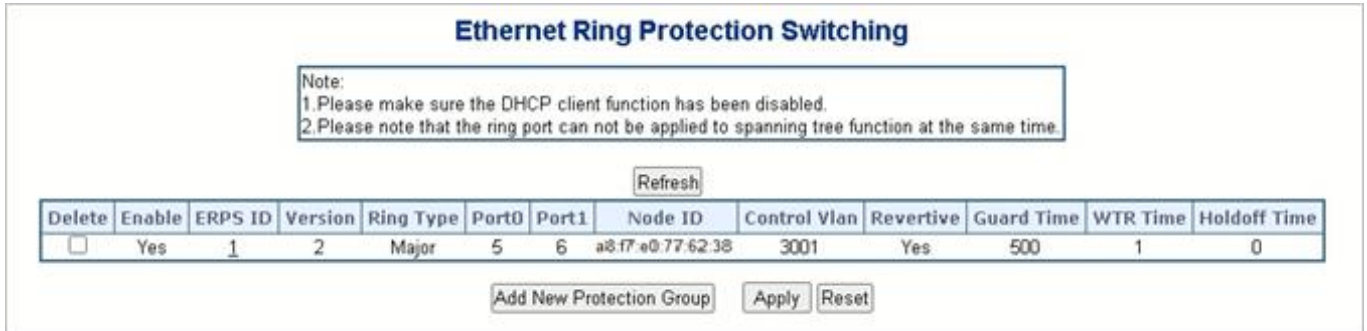 Ethernet Ring Protection Switching
Note:
1.Please make sure the DHCP client function has been disabled.
2.Please note that the ring port can not be applied to spanning tree function at the same time.
Refresh
Delete Enable ERPS ID Version Ring Type Port0 Port1 Node ID Control Vlan Revertive Guard Time WTR Time Holdoff Time
Yes 1 2 Major 5 6 a8:f7:e0:77:62:38 3001 Yes 500 1 0
Add New Protection Group Apply Reset